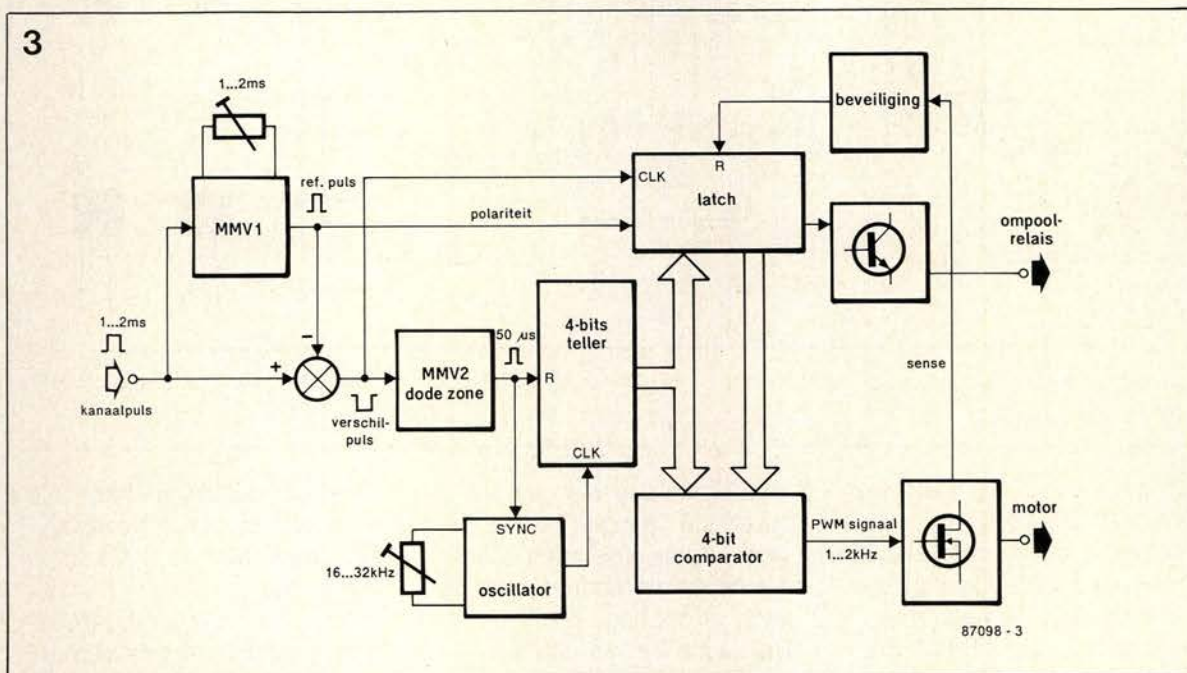 3
1...2ms
MMV1
ref. puls
polariteit
1...2ms
kanaalpuls
+
−
verschil-
puls
MMV2
dode zone
50 µs
R
4-bits
teller
CLK
SYNC
oscillator
16...32kHz
CLK
R
latch
beveiliging
ompool-
relais
sense
4-bit
comparator
PWM signaal
1...2kHz
motor
87098 - 3